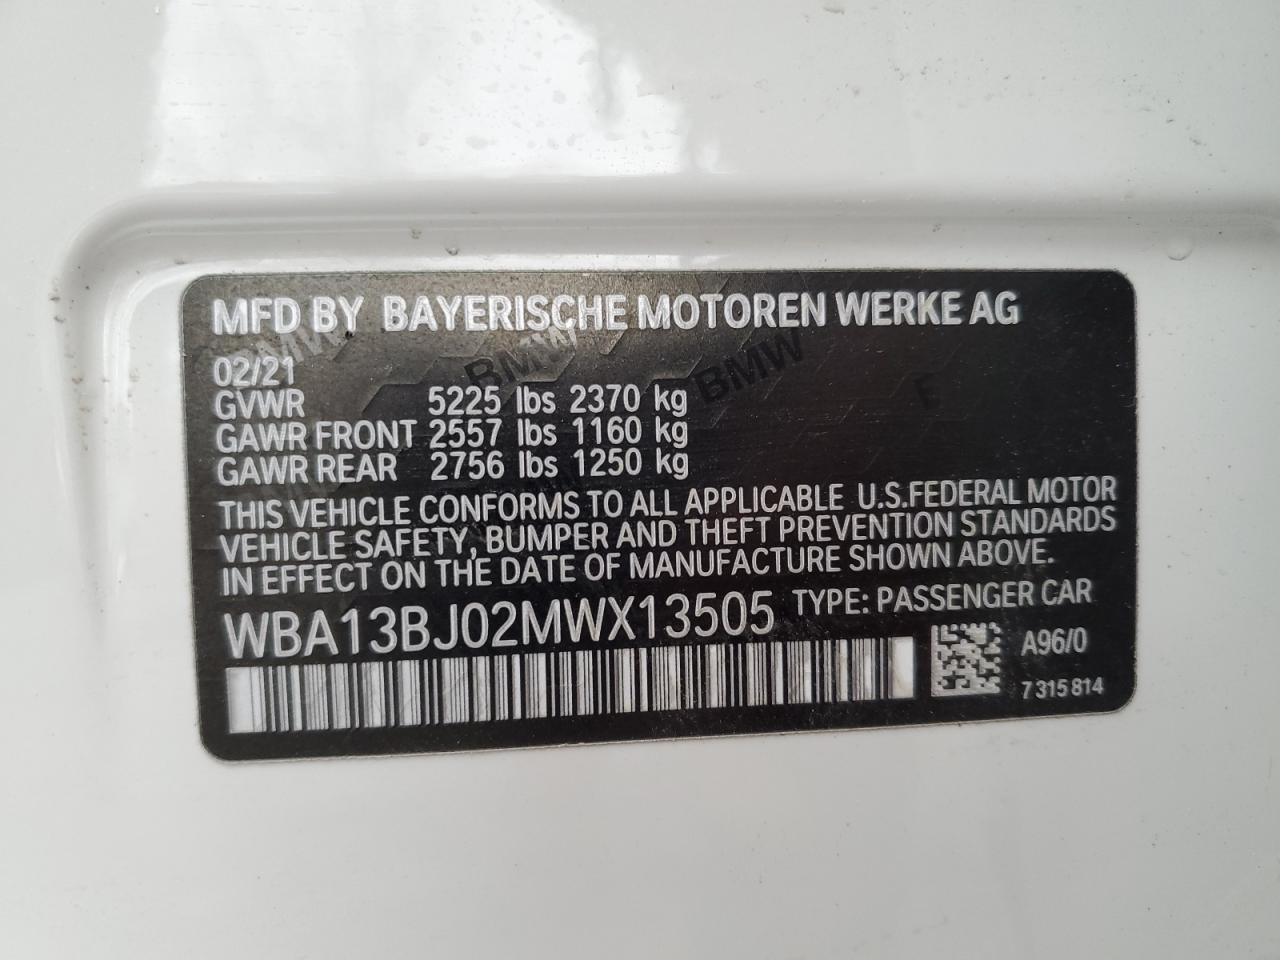 MFD BY BAYERISCHE MOTOREN WERKE AG
02/21
GVWR 5225 lbs 2370 kg
GAWR FRONT 2557 lbs 1160 kg
GAWR REAR 2756 lbs 1250 kg
THIS VEHICLE CONFORMS TO ALL APPLICABLE U.S.FEDERAL MOTOR
VEHICLE SAFETY, BUMPER AND THEFT PREVENTION STANDARDS
IN EFFECT ON THE DATE OF MANUFACTURE SHOWN ABOVE.
WBA13BJ02MWX13505 TYPE: PASSENGER CAR
A96/0
7 315 814
BMW
BMW
BMW